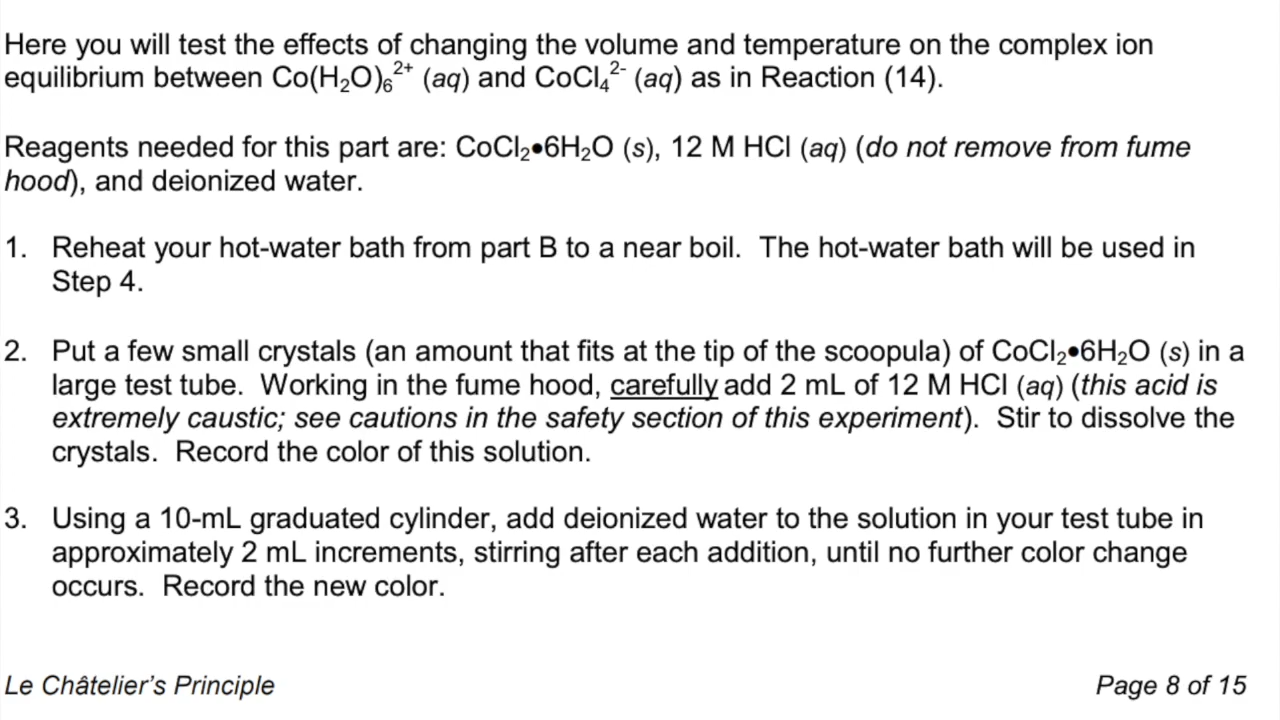 Here you will test the effects of changing the volume and temperature on the complex ion
equilibrium between Co(H₂O)₆²⁺ (aq) and CoCl₄²⁻ (aq) as in Reaction (14).
Reagents needed for this part are: CoCl₂•6H₂O (s), 12 M HCl (aq) (do not remove from fume
hood), and deionized water.
1. Reheat your hot-water bath from part B to a near boil. The hot-water bath will be used in
Step 4.
2. Put a few small crystals (an amount that fits at the tip of the scoopula) of CoCl₂•6H₂O (s) in a
large test tube. Working in the fume hood, carefully add 2 mL of 12 M HCl (aq) (this acid is
extremely caustic; see cautions in the safety section of this experiment). Stir to dissolve the
crystals. Record the color of this solution.
3. Using a 10-mL graduated cylinder, add deionized water to the solution in your test tube in
approximately 2 mL increments, stirring after each addition, until no further color change
occurs. Record the new color.
Le Châtelier’s Principle
Page 8 of 15